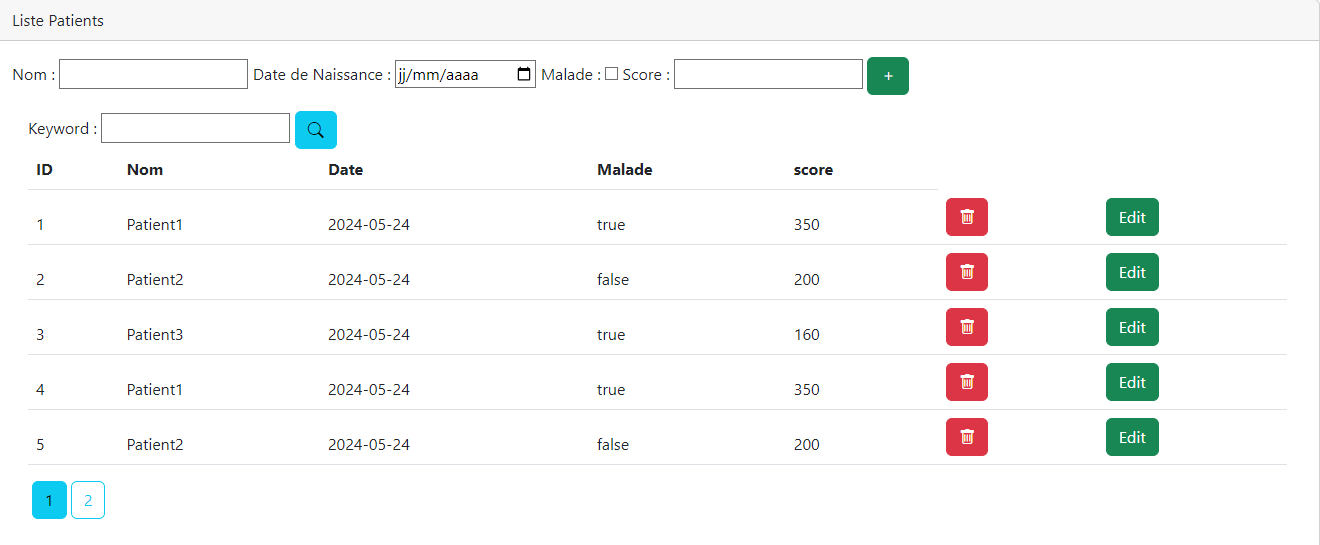 Liste Patients
Nom : Date de Naissance : jj/mm/aaaa Malade : Score : +
Keyword :
ID Nom Date Malade score
1 Patient1 2024-05-24 true 350 Edit
2 Patient2 2024-05-24 false 200 Edit
3 Patient3 2024-05-24 true 160 Edit
4 Patient1 2024-05-24 true 350 Edit
5 Patient2 2024-05-24 false 200 Edit
1 2